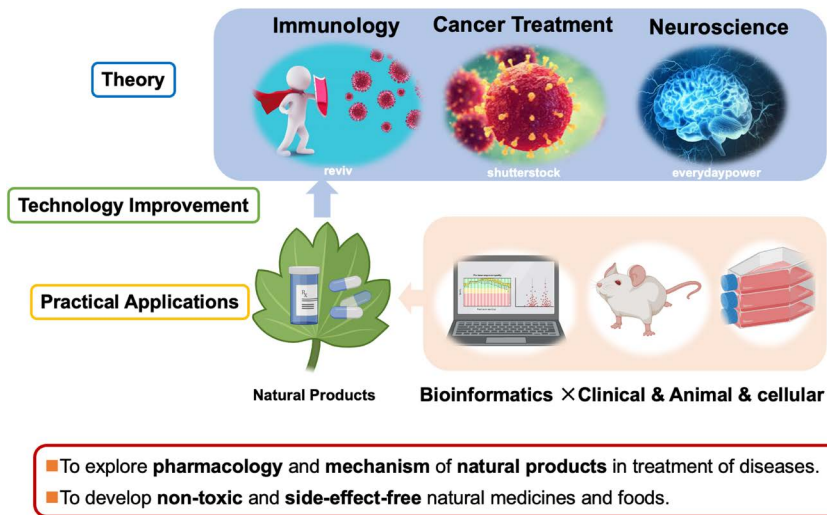 Immunology
Cancer Treatment
Neuroscience
Theory
reviv
shutterstock
everydaypower
Technology Improvement
Practical Applications
Natural Products
Bioinformatics ×Clinical & Animal & cellular
■To explore pharmacology and mechanism of natural products in treatment of diseases.
■To develop non-toxic and side-effect-free natural medicines and foods.